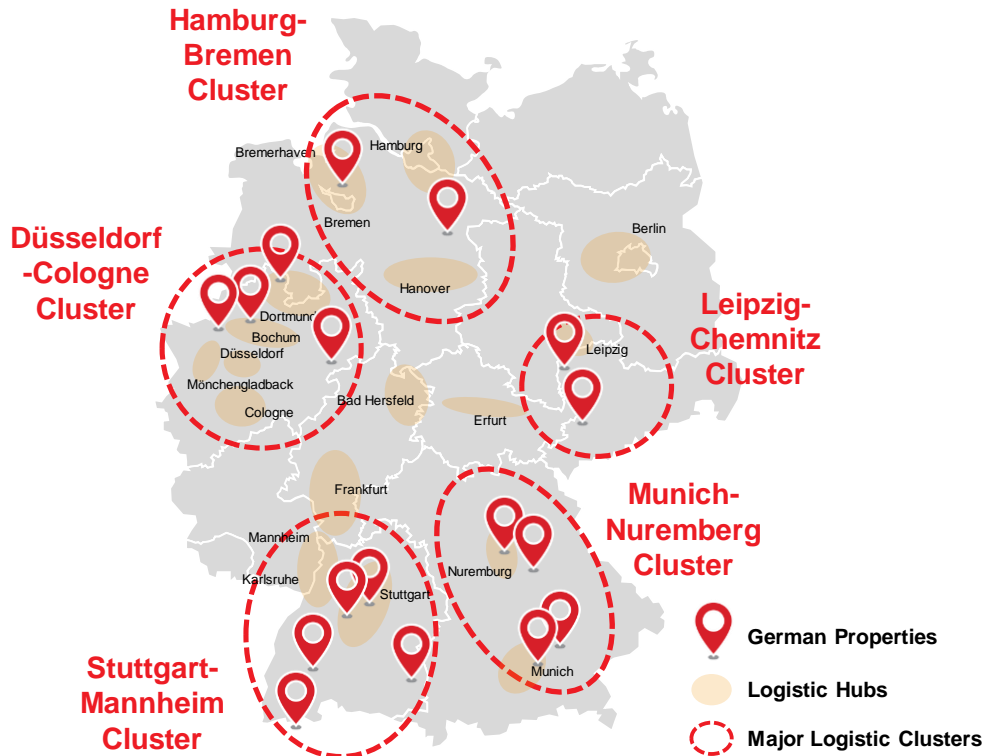 Hamburg-
Bremen
Cluster
Bremerhaven
Hamburg
Bremen
Hanover
Berlin
Düsseldorf
-Cologne
Cluster
Dortmund
Bochum
Düsseldorf
Mönchengladback
Cologne
Bad Hersfeld
Erfurt
Leipzig
Leipzig-
Chemnitz
Cluster
Frankfurt
Mannheim
Karlsruhe
Stuttgart
Nuremburg
Munich
Munich-
Nuremberg
Cluster
Stuttgart-
Mannheim
Cluster
German Properties
Logistic Hubs
Major Logistic Clusters